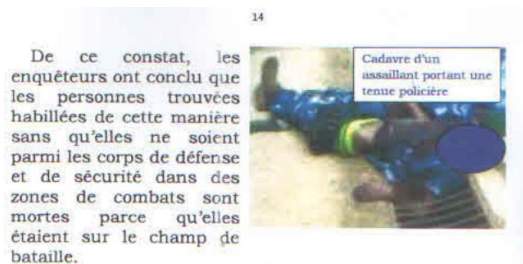 14
De ce constat, les
enquêteurs ont conclu que
les personnes trouvées
habillées de cette manière
sans qu'elles ne soient
parmi les corps de défense
et de sécurité dans des
zones de combats sont
mortes parce qu'elles
étaient sur le champ de
bataille.
Cadavre d'un
assaillant portant une
tenue policière